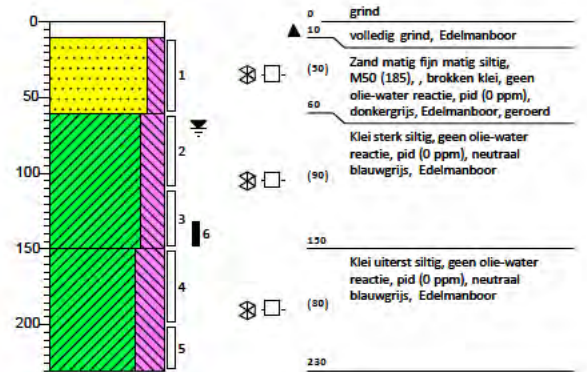 0
50
100
150
200
1
2
3
6
4
5
0 grind
10
volledig grind, Edelmanboor
(50) Zand matig fijn matig siltig,
M50 (185), , brokken klei, geen
olie-water reactie, pid (0 ppm),
60 donkergrijs, Edelmanboor, geroerd
Klei sterk siltig, geen olie-water
reactie, pid (0 ppm), neutraal
(90) blauwgrijs, Edelmanboor
150
Klei uiterst siltig, geen olie-water
reactie, pid (0 ppm), neutraal
(80) blauwgrijs, Edelmanboor
230